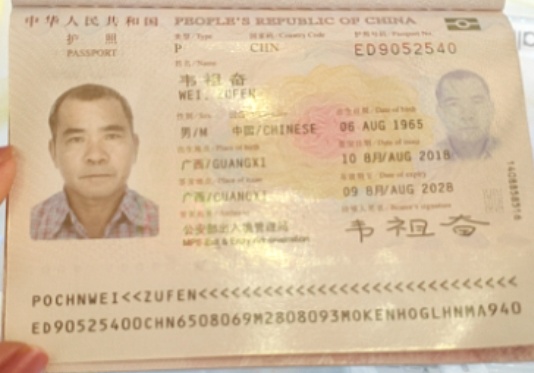 中华人民共和国 PEOPLE'S REPUBLIC OF CHINA
护照
PASSPORT
类型/Type 国家码/Country Code 护照号码/Passport No.
P CHN ED9052540
姓名/Name
韦祖奋
WEI, ZUFEN
性别/Sex 国籍/ 出生日期/Date of birth
男/M 中国/CHINESE 06 AUG 1965
出生地点/Place of birth 签发日期/Date of issue
广西/GUANGXI 10 8月/AUG 2018
签发地点/Place of issue 有效期至/Date of expiry
广西/GUANGXI 09 8月/AUG 2028
签发机关/Authority 持照人签名/Bearer's signature
公安部出入境管理局 韦祖奋
MPS Exit & Entry Administration
POCHNWEI<<ZUFEN<<<<<<<<<<<<<<<<<<<<<<<<<<<<<
ED90525400CHN6508069M2808093MOKENHOGLHNMA940